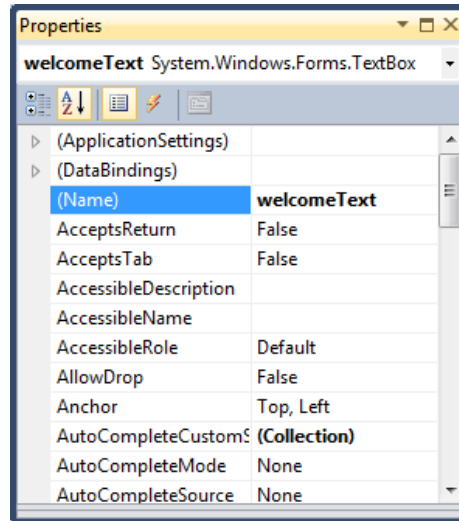 Properties
welcomeText System.Windows.Forms.TextBox
(ApplicationSettings)
(DataBindings)
(Name) welcomeText
AcceptsReturn False
AcceptsTab False
AccessibleDescription
AccessibleName
AccessibleRole Default
AllowDrop False
Anchor Top, Left
AutoCompleteCustomS (Collection)
AutoCompleteMode None
AutoCompleteSource None